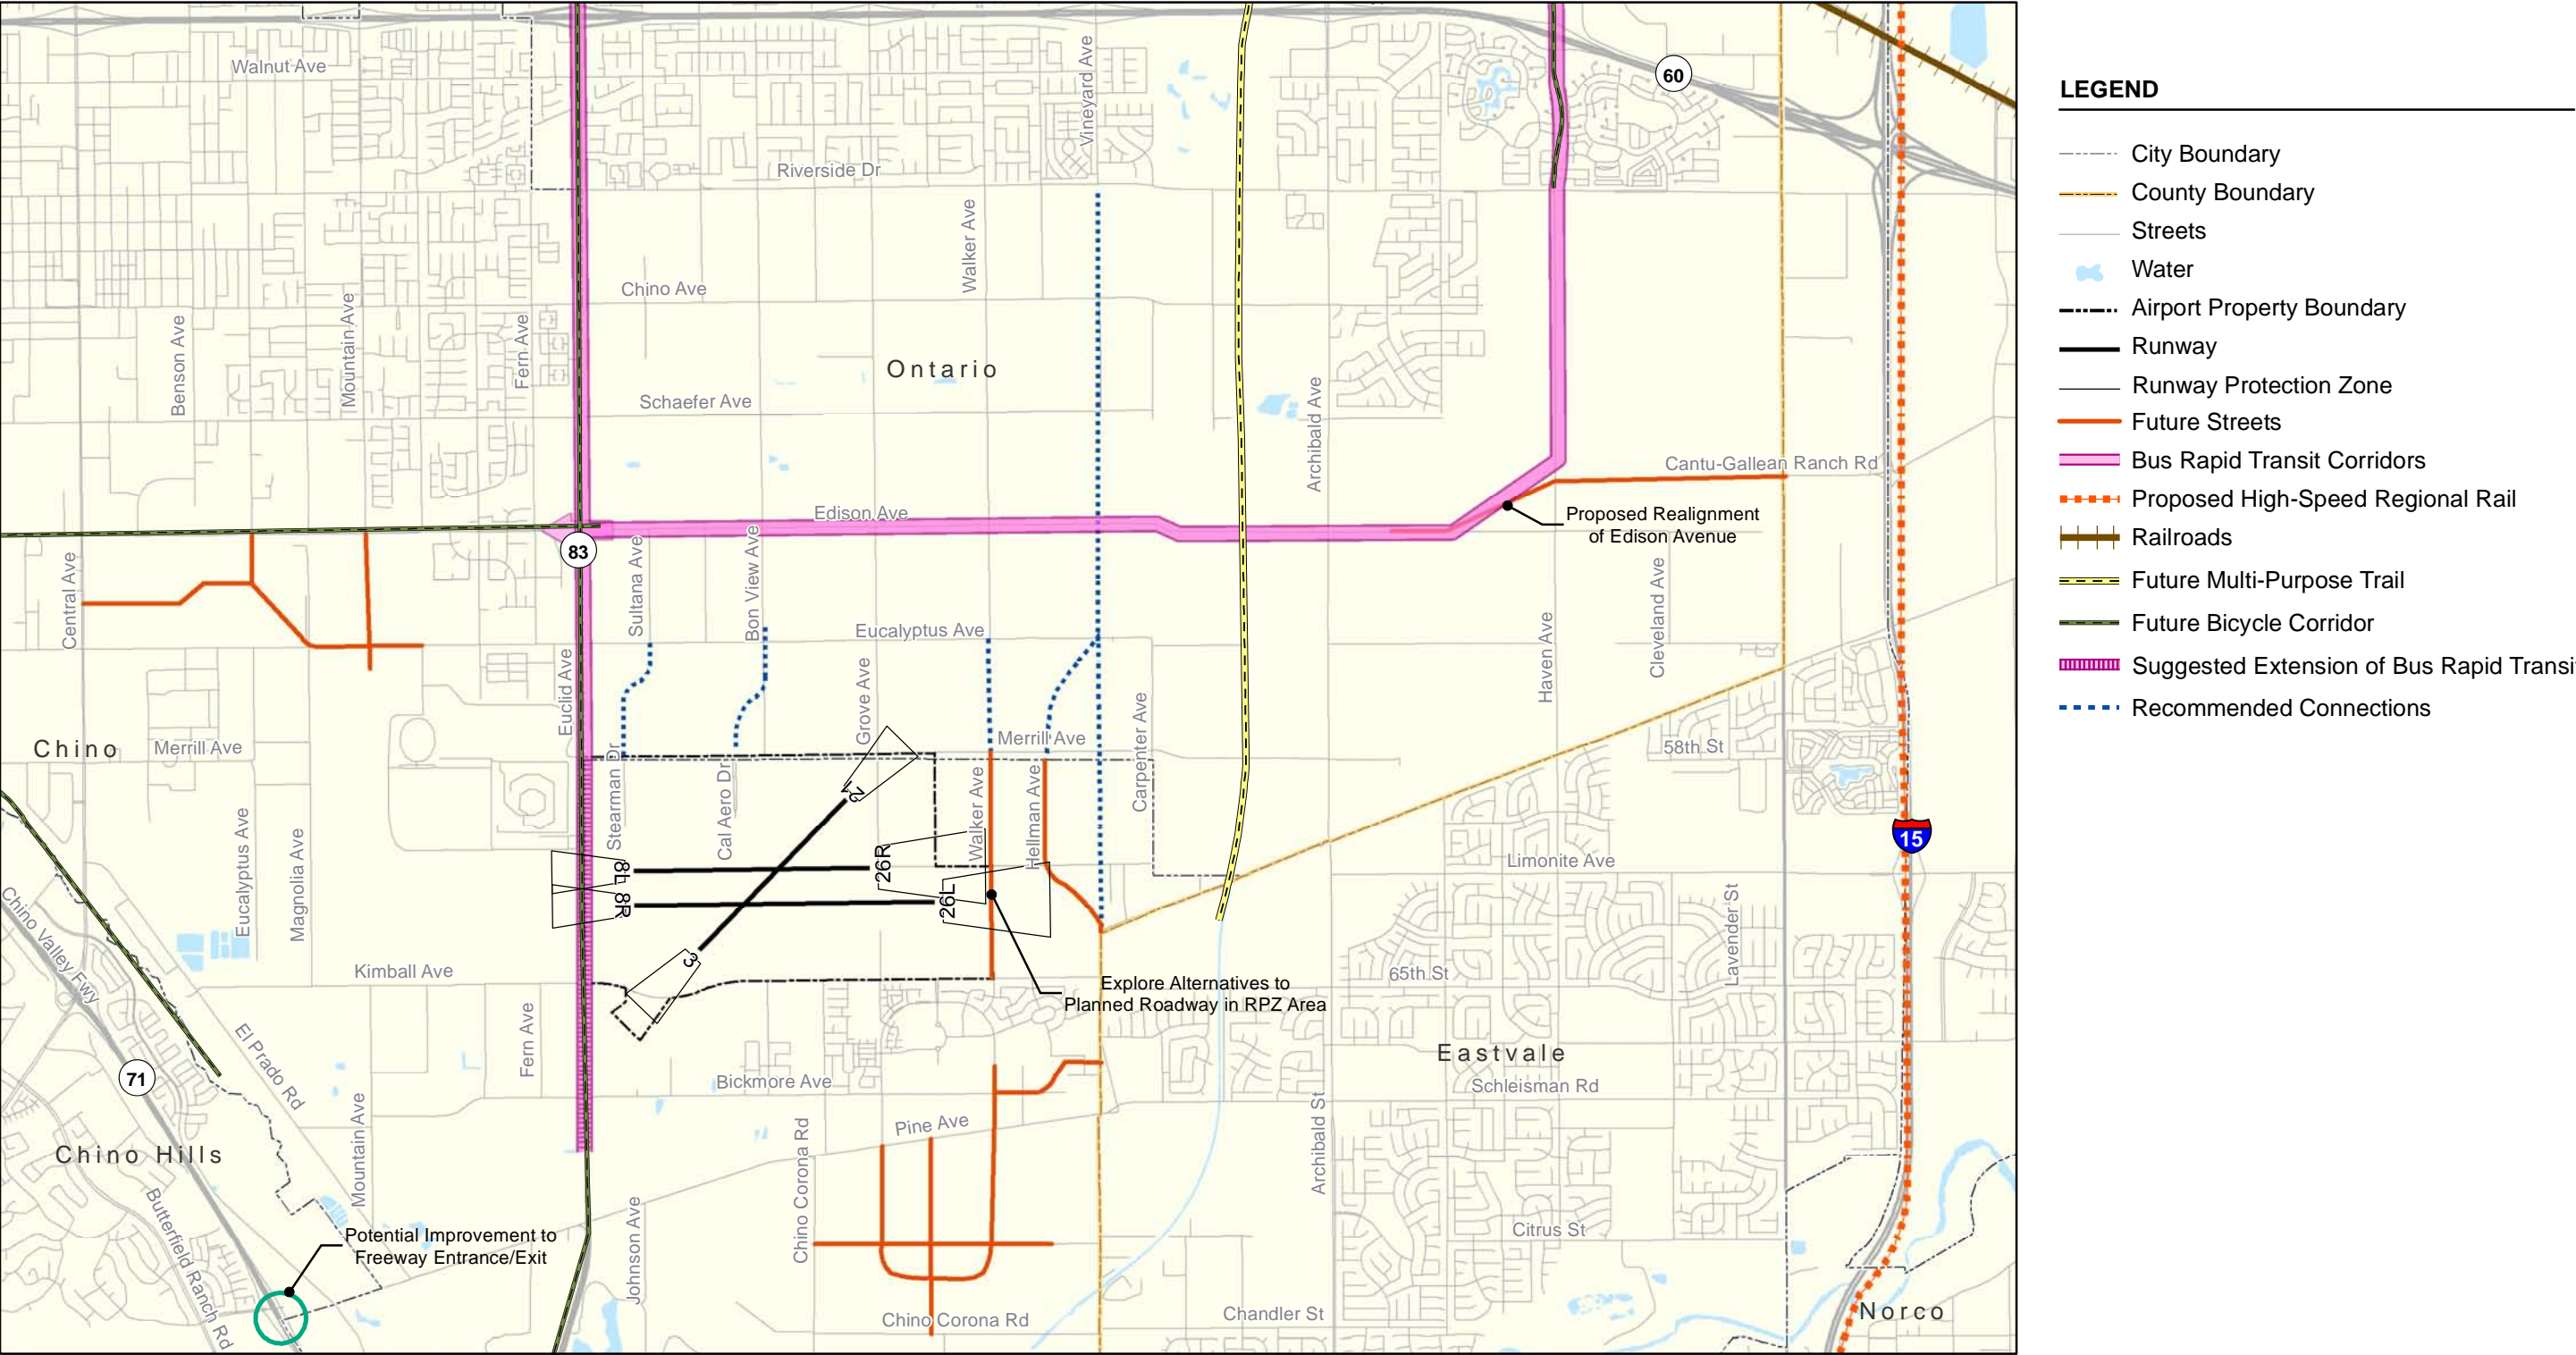 Walnut Ave
Vineyard Ave
60
Riverside Dr
Walker Ave
Chino Ave
Benson Ave
Mountain Ave
Fern Ave
Ontario
Schaefer Ave
Archibald Ave
Cantu-Gallean Ranch Rd
Edison Ave
Proposed Realignment
of Edison Avenue
83
Central Ave
Sultana Ave
Bon View Ave
Eucalyptus Ave
Grove Ave
Euclid Ave
Haven Ave
Cleveland Ave
Carpenter Ave
Chino
Merrill Ave
Merrill Ave
58th St
Stearman Dr
Cal Aero Dr
21
Walker Ave
Hellman Ave
15
Eucalyptus Ave
Magnolia Ave
8L
8R
26R
26L
3
Limonite Ave
Lavender St
Chino Valley Fwy
Kimball Ave
65th St
Explore Alternatives to
Planned Roadway in RPZ Area
Fern Ave
El Prado Rd
71
Eastvale
Bickmore Ave
Schleisman Rd
Mountain Ave
Pine Ave
Chino Corona Rd
Archibald St
Chino Hills
Butterfield Ranch Rd
Potential Improvement to
Freeway Entrance/Exit
Johnson Ave
Citrus St
Chino Corona Rd
Chandler St
Norco
LEGEND
City Boundary
County Boundary
Streets
Water
Airport Property Boundary
Runway
Runway Protection Zone
Future Streets
Bus Rapid Transit Corridors
Proposed High-Speed Regional Rail
Railroads
Future Multi-Purpose Trail
Future Bicycle Corridor
Suggested Extension of Bus Rapid Transi
Recommended Connections